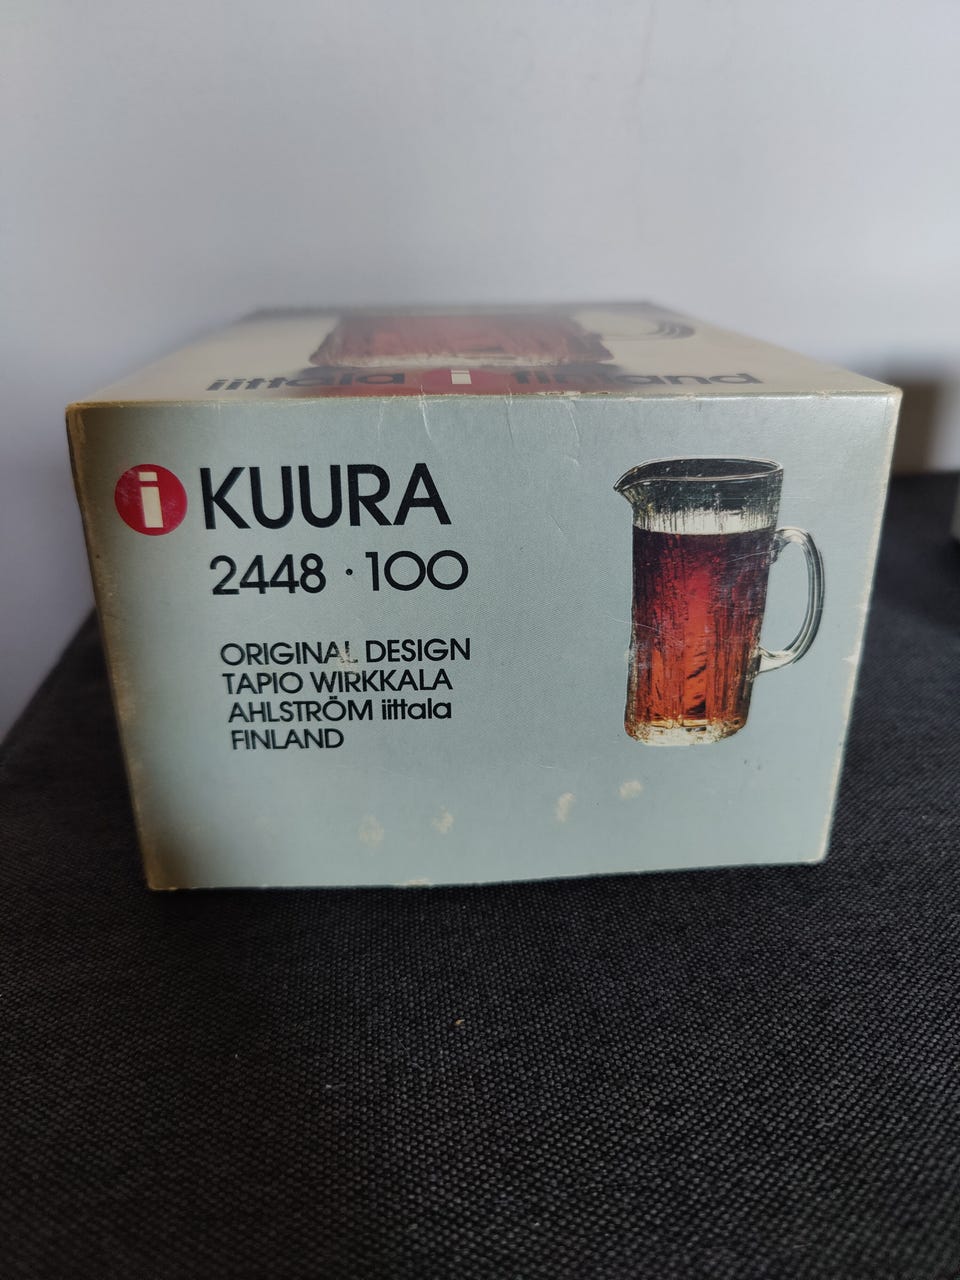 iittala i finland
i KUURA
2448 · 100
ORIGINAL DESIGN
TAPIO WIRKKALA
AHLSTRÖM iittala
FINLAND